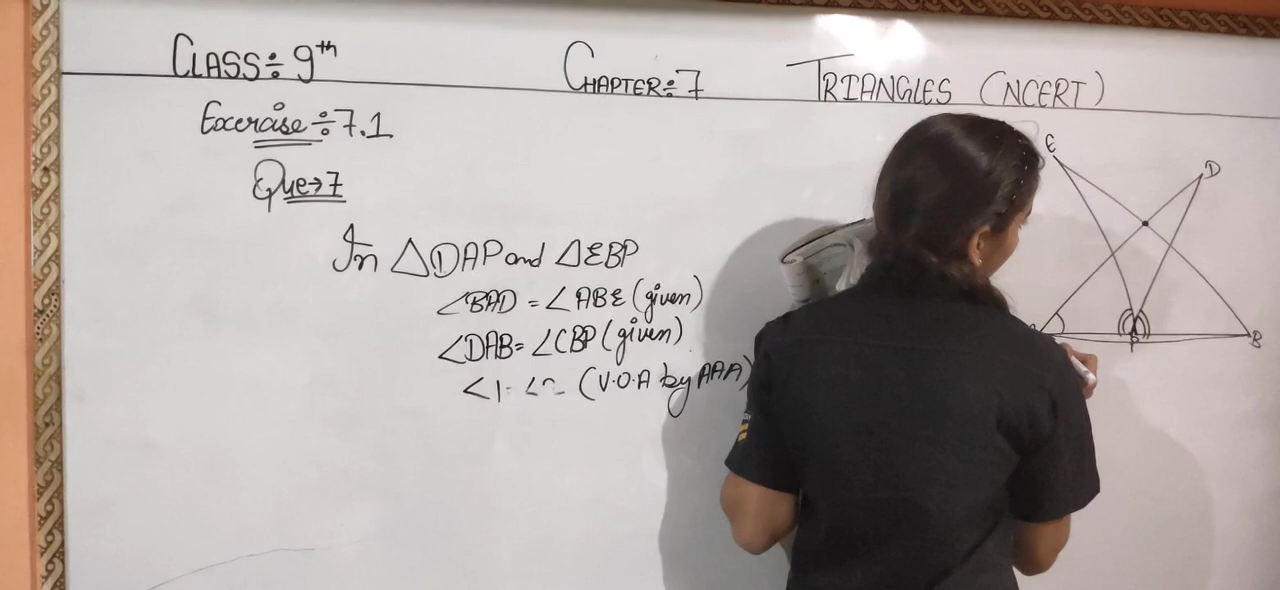 CLASS÷9th CHAPTER÷7 TRIANGLES (NCERT)
Excercise÷7.1
Que→7
In △DAP and △EBP
∠BAD = ∠ABE (given)
∠DAB = ∠CBP (given)
∠1 = ∠2 (V.O.A by AAA)
E
D
P
B